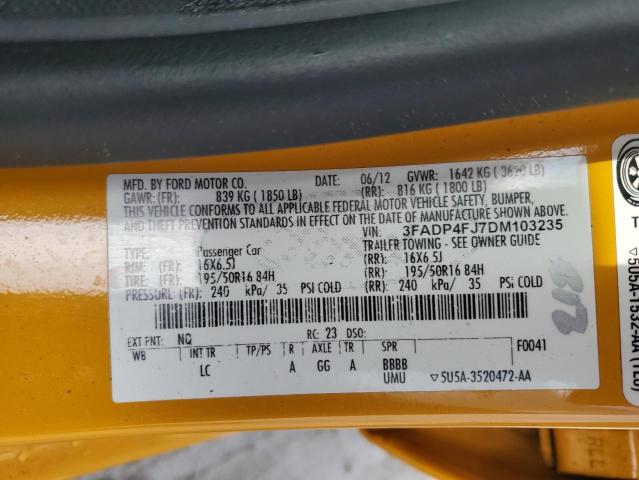 MFD. BY FORD MOTOR CO. DATE: 06/12 GVWR: 1642 KG ( 3620 LB)
GAWR:(FR): 839 KG ( 1850 LB) (RR): 816 KG ( 1800 LB)
THIS VEHICLE CONFORMS TO ALL APPLICABLE FEDERAL MOTOR VEHICLE SAFETY, BUMPER,
AND THEFT PREVENTION STANDARDS IN EFFECT ON THE DATE OF MANUFACTURE SHOWN ABOVE.
VIN: 3FADP4FJ7DM103235
TYPE: Passenger Car TRAILER TOWING - SEE OWNER GUIDE
RIM: (FR): 16X6.5J (RR): 16X6.5J
TIRE: (FR): 195/50R16 84H (RR): 195/50R16 84H
PRESSURE (FR): 240 kPa/ 35 PSI COLD (RR): 240 kPa/ 35 PSI COLD
EXT PNT: NQ RC: 23 DSO: F0041
WB INT TR TP/PS R AXLE TR SPR
LC A GG A BBBB
UMU ▽5U5A-3520472-AA